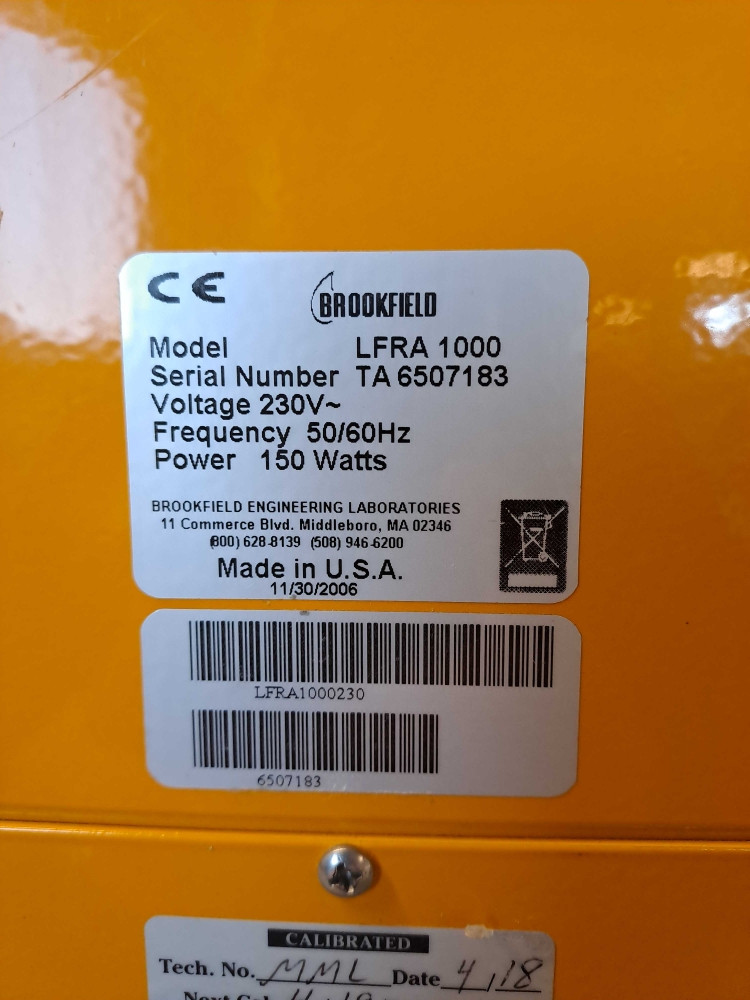 CE BROOKFIELD
Model LFRA 1000
Serial Number TA 6507183
Voltage 230V~
Frequency 50/60Hz
Power 150 Watts
BROOKFIELD ENGINEERING LABORATORIES
11 Commerce Blvd. Middleboro, MA 02346
(800) 628-8139 (508) 946-6200
Made in U.S.A.
11/30/2006
LFRA1000230
6507183
CALIBRATED
Tech. No. MML Date 4/18
Next Cal.